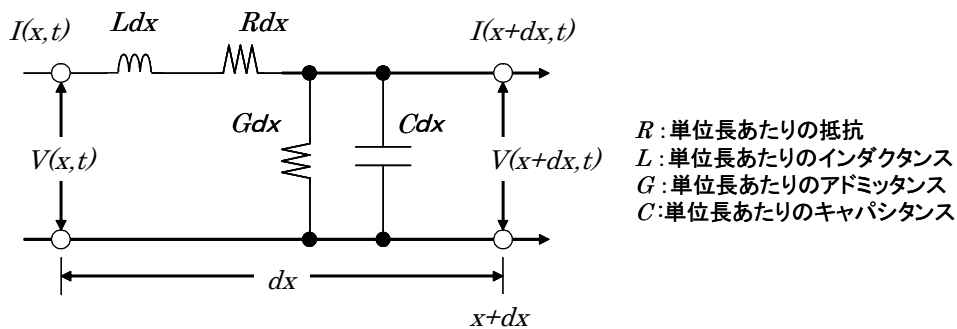 I(x,t)
Ldx
Rdx
I(x+dx,t)
Gdx
Cdx
V(x,t)
V(x+dx,t)
R:単位長あたりの抵抗
L:単位長あたりのインダクタンス
G:単位長あたりのアドミッタンス
C:単位長あたりのキャパシタンス
dx
x+dx